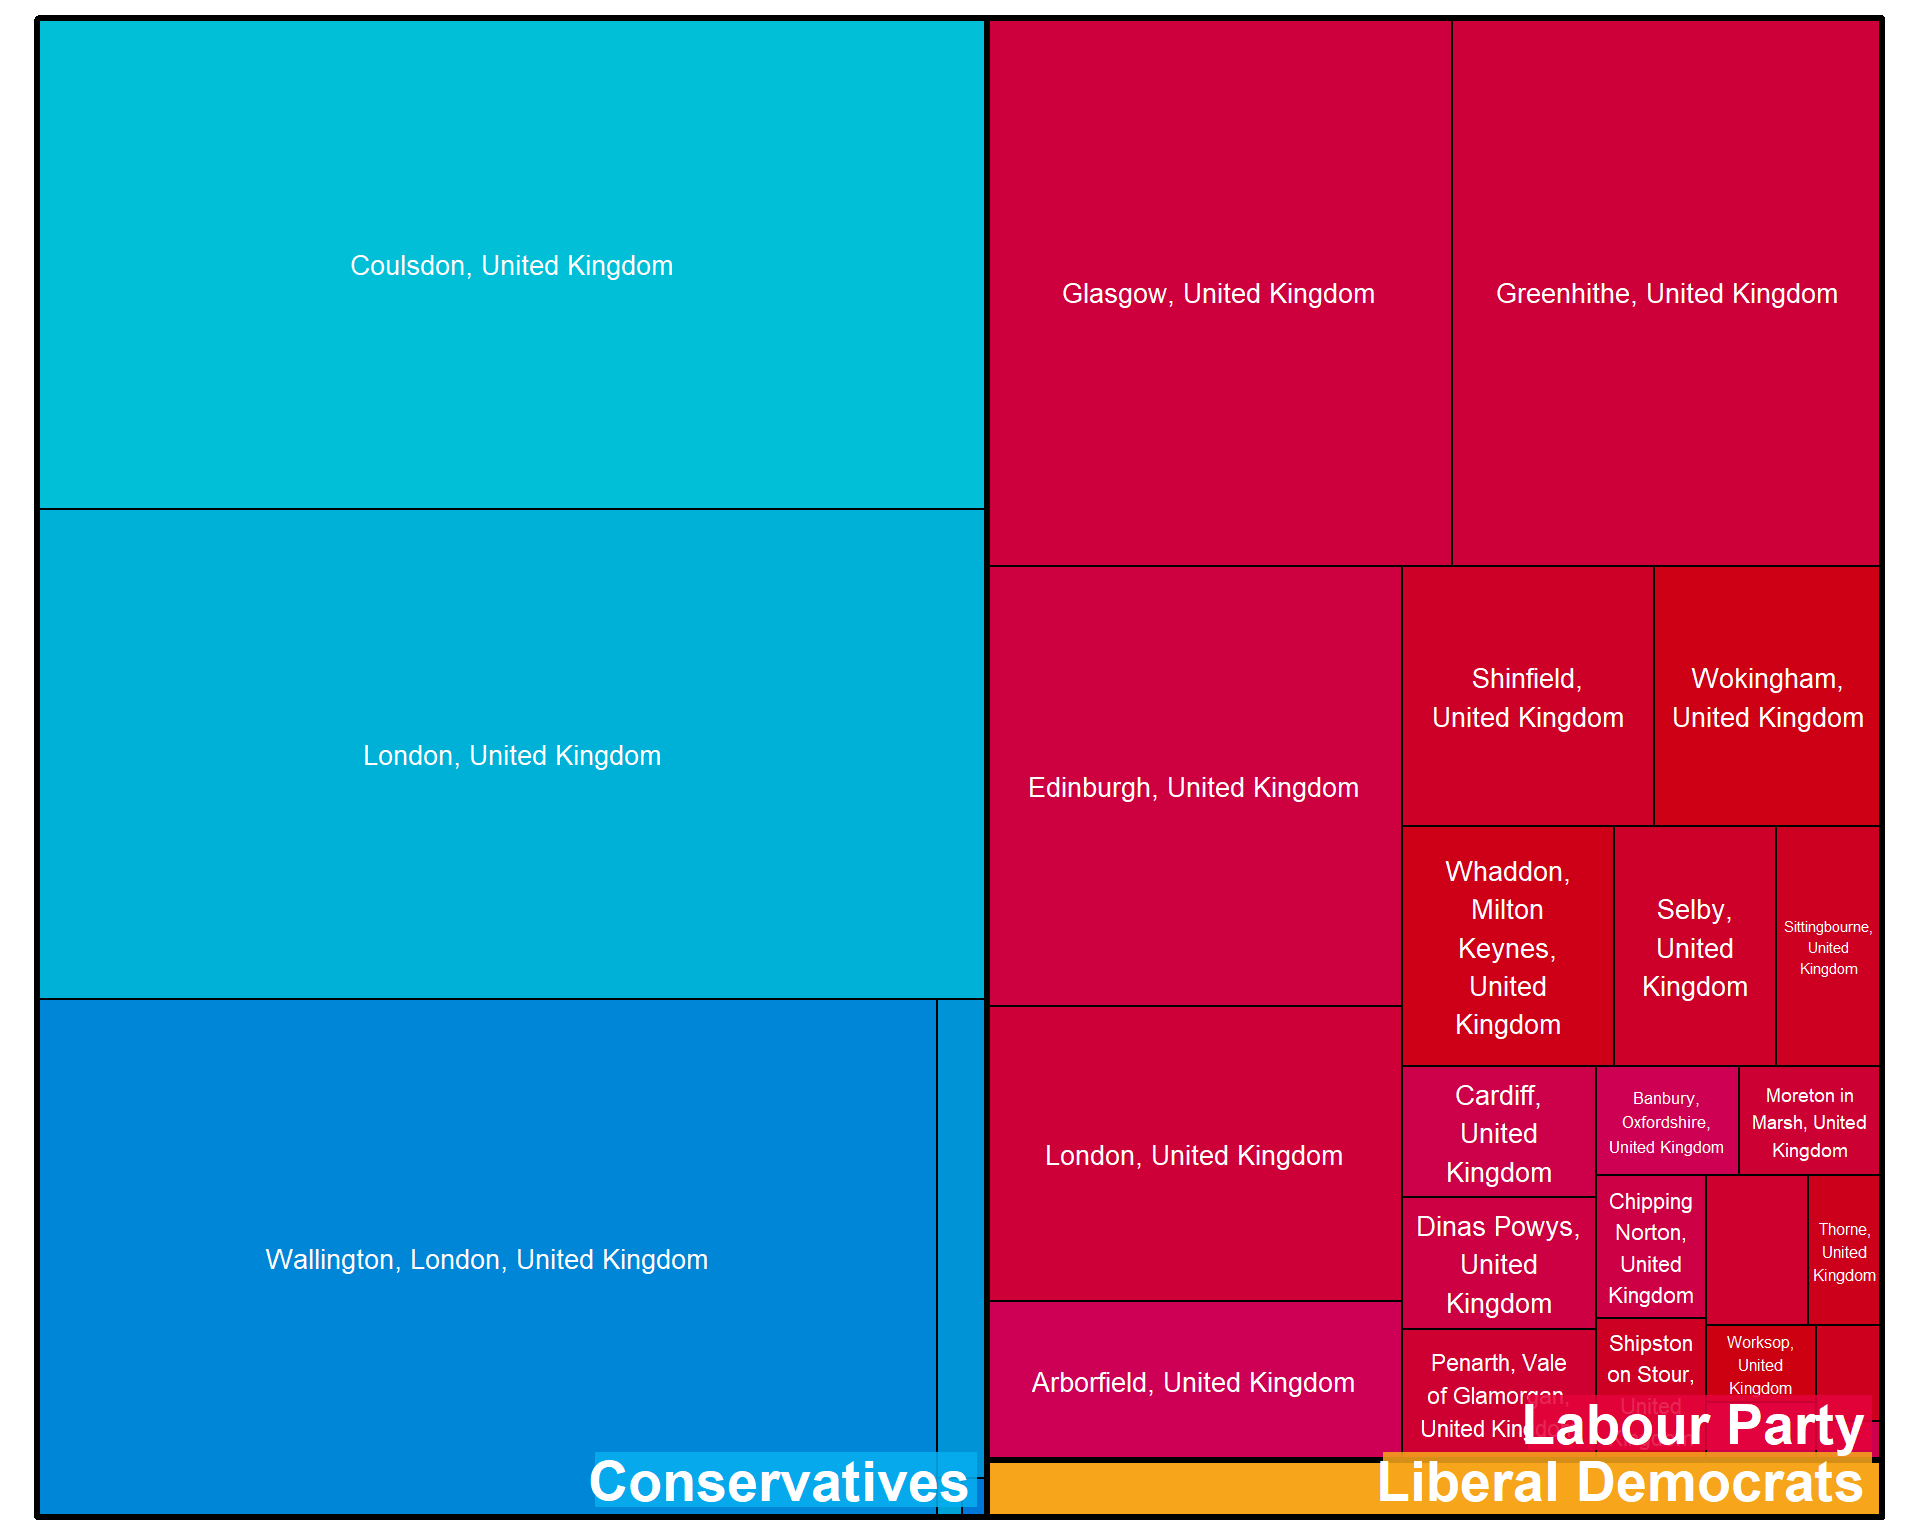 Coulsdon, United Kingdom
London, United Kingdom
Wallington, London, United Kingdom
Conservatives
Glasgow, United Kingdom
Greenhithe, United Kingdom
Edinburgh, United Kingdom
London, United Kingdom
Arborfield, United Kingdom
Shinfield,
United Kingdom
Wokingham,
United Kingdom
Whaddon,
Milton
Keynes,
United
Kingdom
Selby,
United
Kingdom
Sittingbourne,
United
Kingdom
Cardiff,
United
Kingdom
Banbury,
Oxfordshire,
United Kingdom
Moreton in
Marsh, United
Kingdom
Dinas Powys,
United
Kingdom
Chipping
Norton,
United
Kingdom
Thorne,
United
Kingdom
Penarth, Vale
of Glamorgan,
United Kingdom
Shipston
on Stour,
United
Kingdom
Worksop,
United
Kingdom
Labour Party
Liberal Democrats